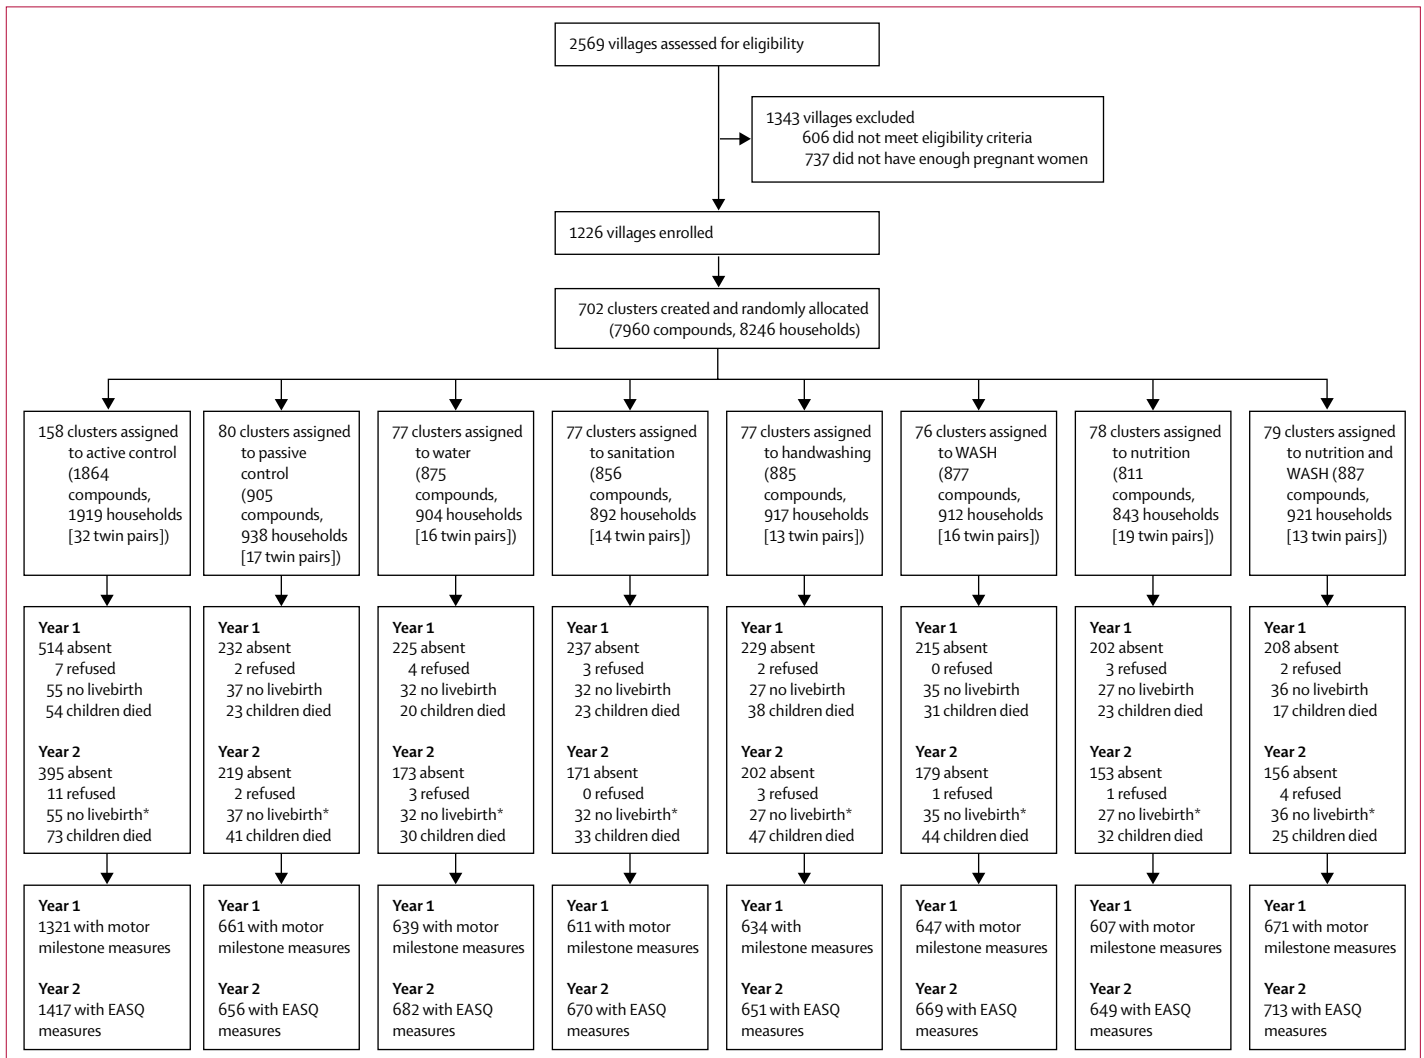 2569 villages assessed for eligibility
1343 villages excluded
606 did not meet eligibility criteria
737 did not have enough pregnant women
1226 villages enrolled
702 clusters created and randomly allocated
(7960 compounds, 8246 households)
158 clusters assigned
to active control
(1864
compounds,
1919 households
[32 twin pairs])
80 clusters assigned
to passive
control
(905
compounds,
938 households
[17 twin pairs])
77 clusters assigned
to water
(875
compounds,
904 households
[16 twin pairs])
77 clusters assigned
to sanitation
(856
compounds,
892 households
[14 twin pairs])
77 clusters assigned
to handwashing
(885
compounds,
917 households
[13 twin pairs])
76 clusters assigned
to WASH
(877
compounds,
912 households
[16 twin pairs])
78 clusters assigned
to nutrition
(811
compounds,
843 households
[19 twin pairs])
79 clusters assigned
to nutrition and
WASH (887
compounds,
921 households
[13 twin pairs])
Year 1
514 absent
7 refused
55 no livebirth
54 children died
Year 2
395 absent
11 refused
55 no livebirth*
73 children died
Year 1
232 absent
2 refused
37 no livebirth
23 children died
Year 2
219 absent
2 refused
37 no livebirth*
41 children died
Year 1
225 absent
4 refused
32 no livebirth
20 children died
Year 2
173 absent
3 refused
32 no livebirth*
30 children died
Year 1
237 absent
3 refused
32 no livebirth
23 children died
Year 2
171 absent
0 refused
32 no livebirth*
33 children died
Year 1
229 absent
2 refused
27 no livebirth
38 children died
Year 2
202 absent
3 refused
27 no livebirth*
47 children died
Year 1
215 absent
0 refused
35 no livebirth
31 children died
Year 2
179 absent
1 refused
35 no livebirth*
44 children died
Year 1
202 absent
3 refused
27 no livebirth
23 children died
Year 2
153 absent
1 refused
27 no livebirth*
32 children died
Year 1
208 absent
2 refused
36 no livebirth
17 children died
Year 2
156 absent
4 refused
36 no livebirth*
25 children died
Year 1
1321 with motor
milestone measures
Year 2
1417 with EASQ
measures
Year 1
661 with motor
milestone measures
Year 2
656 with EASQ
measures
Year 1
639 with motor
milestone measures
Year 2
682 with EASQ
measures
Year 1
611 with motor
milestone measures
Year 2
670 with EASQ
measures
Year 1
634 with
milestone measures
Year 2
651 with EASQ
measures
Year 1
647 with motor
milestone measures
Year 2
669 with EASQ
measures
Year 1
607 with motor
milestone measures
Year 2
649 with EASQ
measures
Year 1
671 with motor
milestone measures
Year 2
713 with EASQ
measures